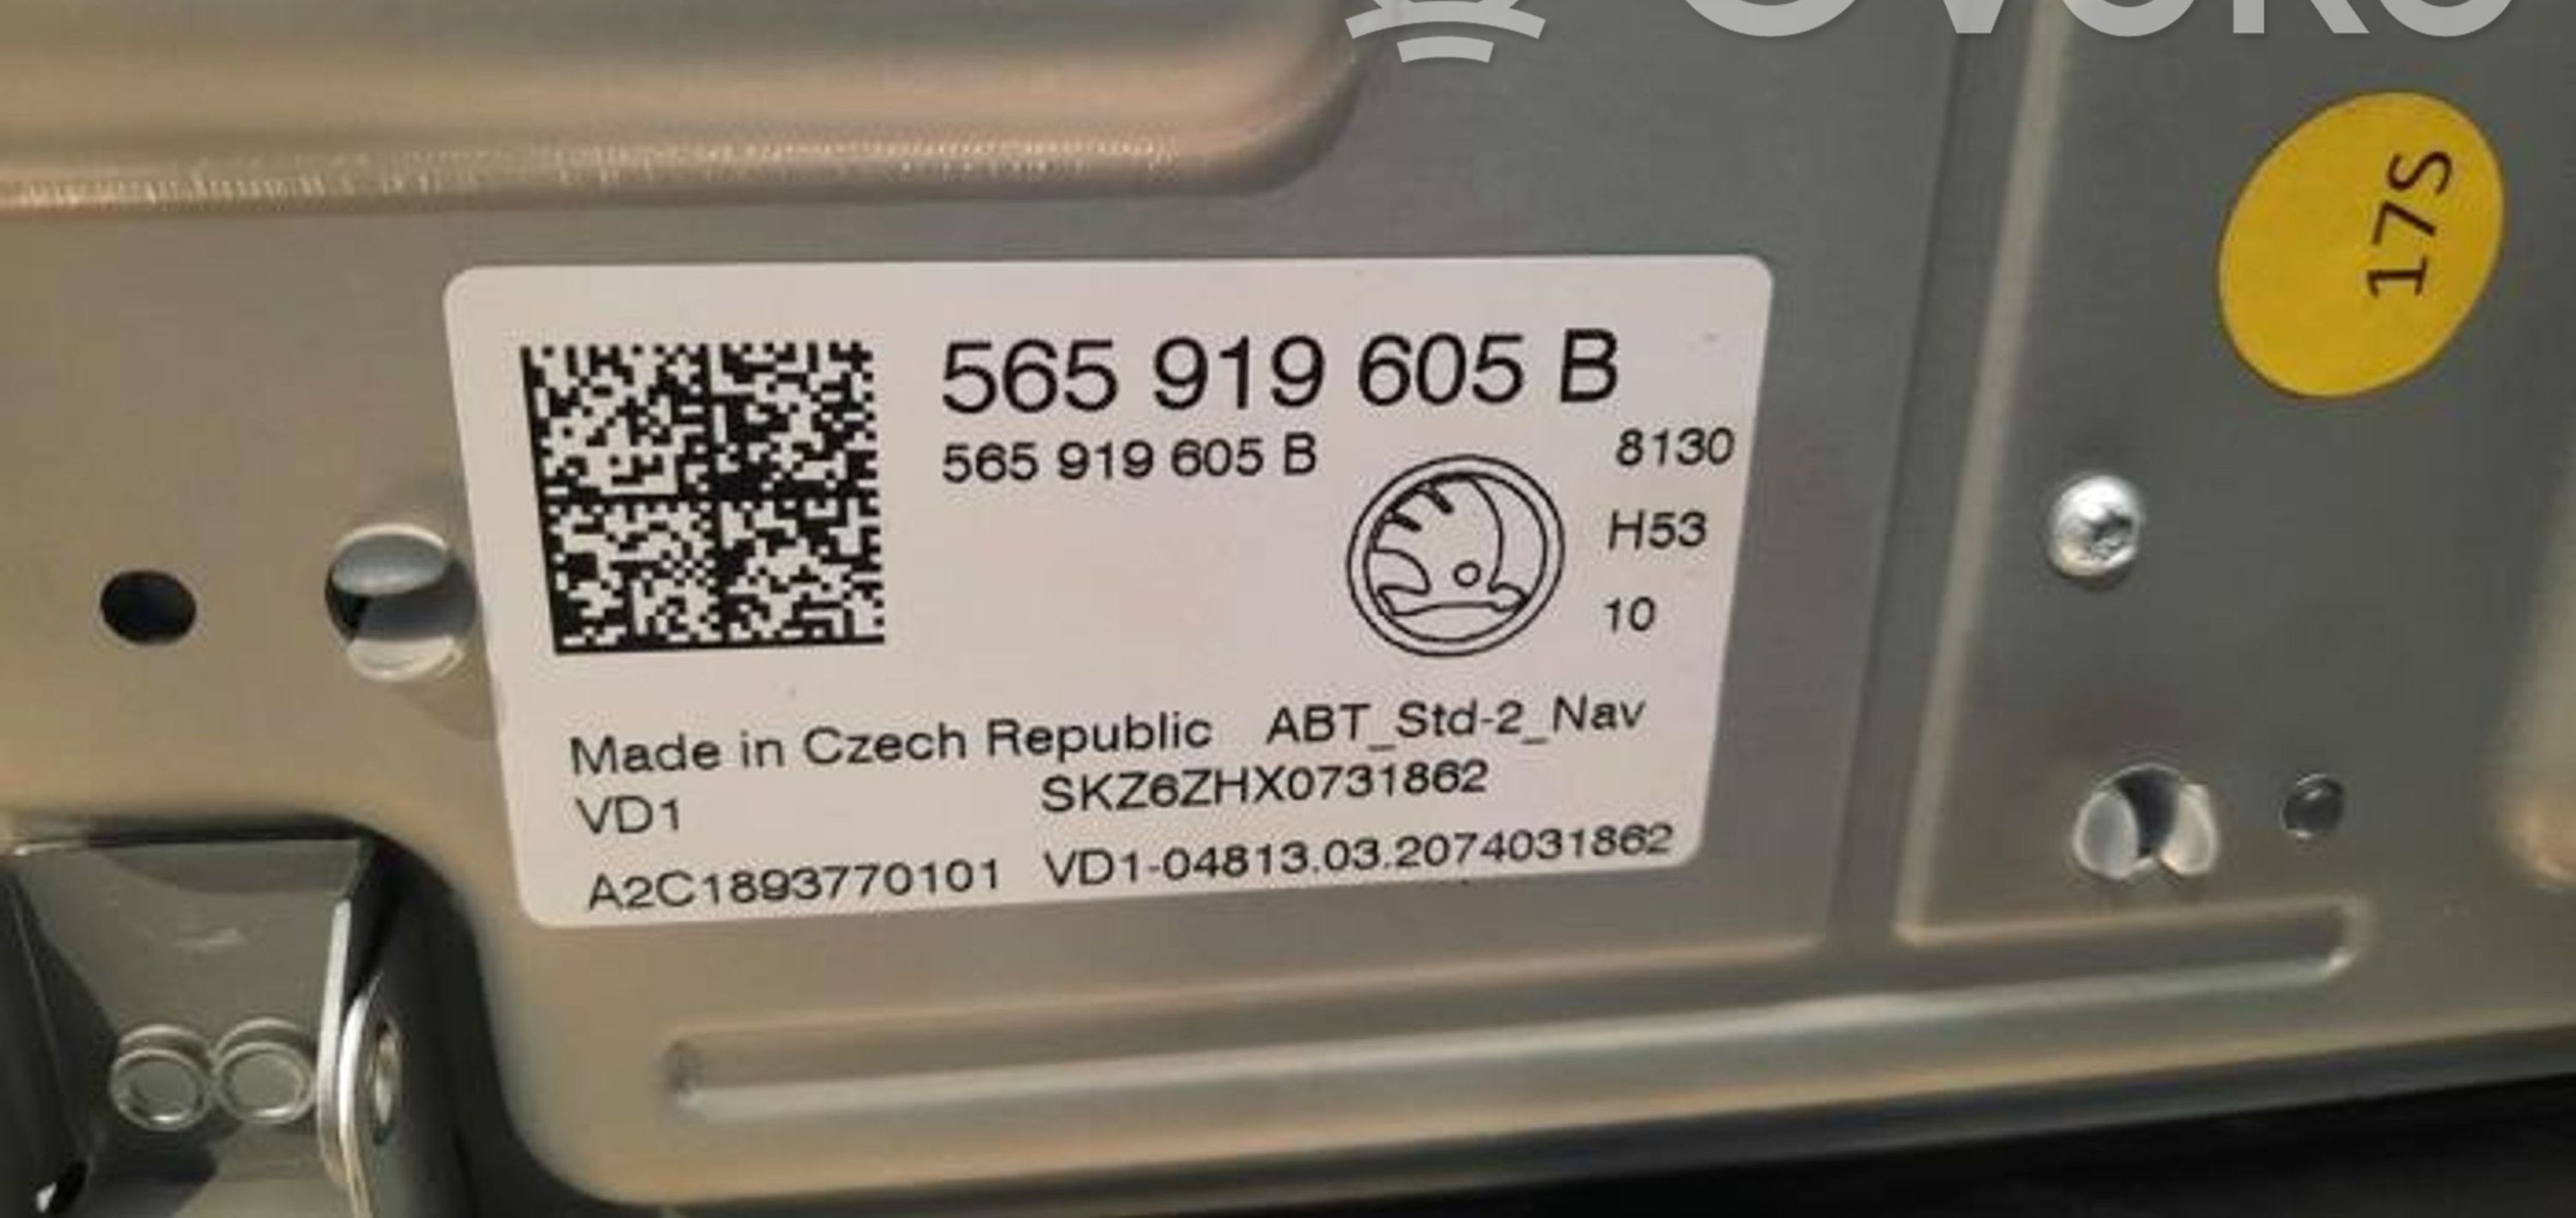 17S
565 919 605 B
565 919 605 B
8130
H53
10
Made in Czech Republic ABT_Std-2_Nav
VD1 SKZ6ZHX0731862
A2C1893770101 VD1-04813.03.2074031862